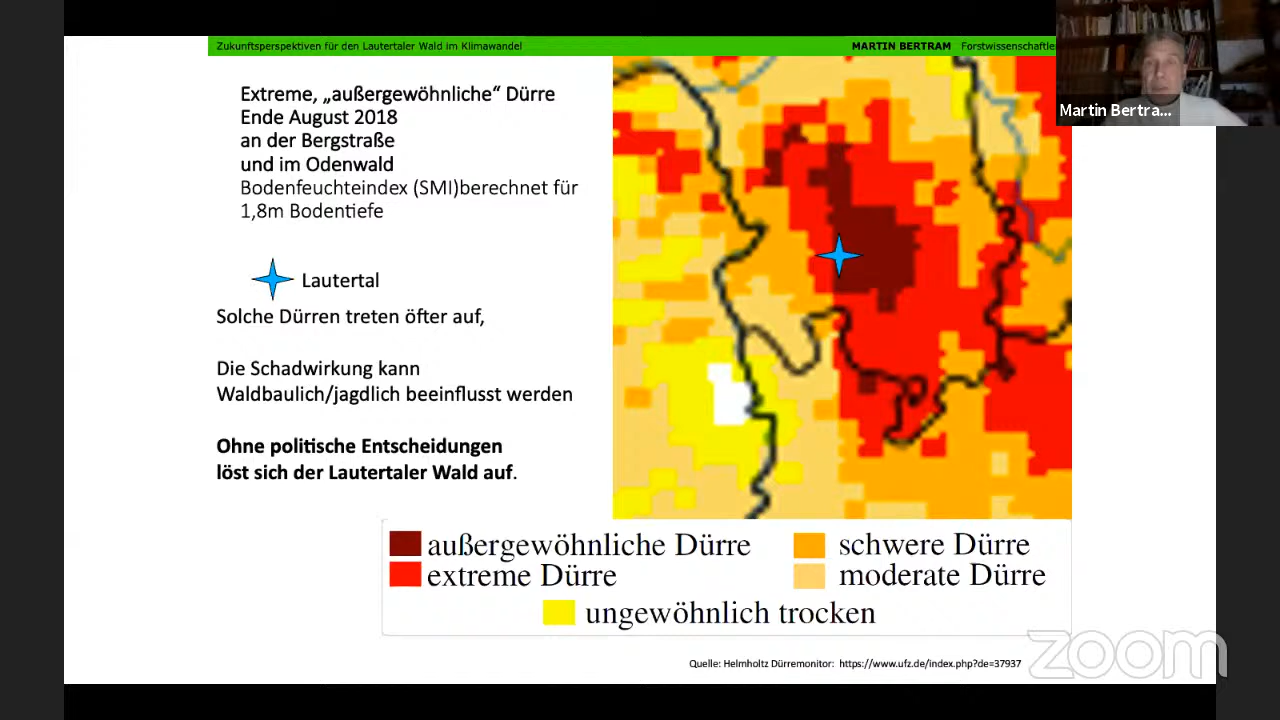 Zukunftsperspektiven für den Lautertaler Wald im Klimawandel
MARTIN BERTRAM Forstwissenschaftle
Martin Bertra...
Extreme, „außergewöhnliche“ Dürre
Ende August 2018
an der Bergstraße
und im Odenwald
Bodenfeuchteindex (SMI)berechnet für
1,8m Bodentiefe
Lautertal
Solche Dürren treten öfter auf,
Die Schadwirkung kann
Waldbaulich/jagdlich beeinflusst werden
Ohne politische Entscheidungen
löst sich der Lautertaler Wald auf.
außergewöhnliche Dürre
schwere Dürre
extreme Dürre
moderate Dürre
ungewöhnlich trocken
Quelle: Helmholtz Dürremonitor: https://www.ufz.de/index.php?de=37937
zoom